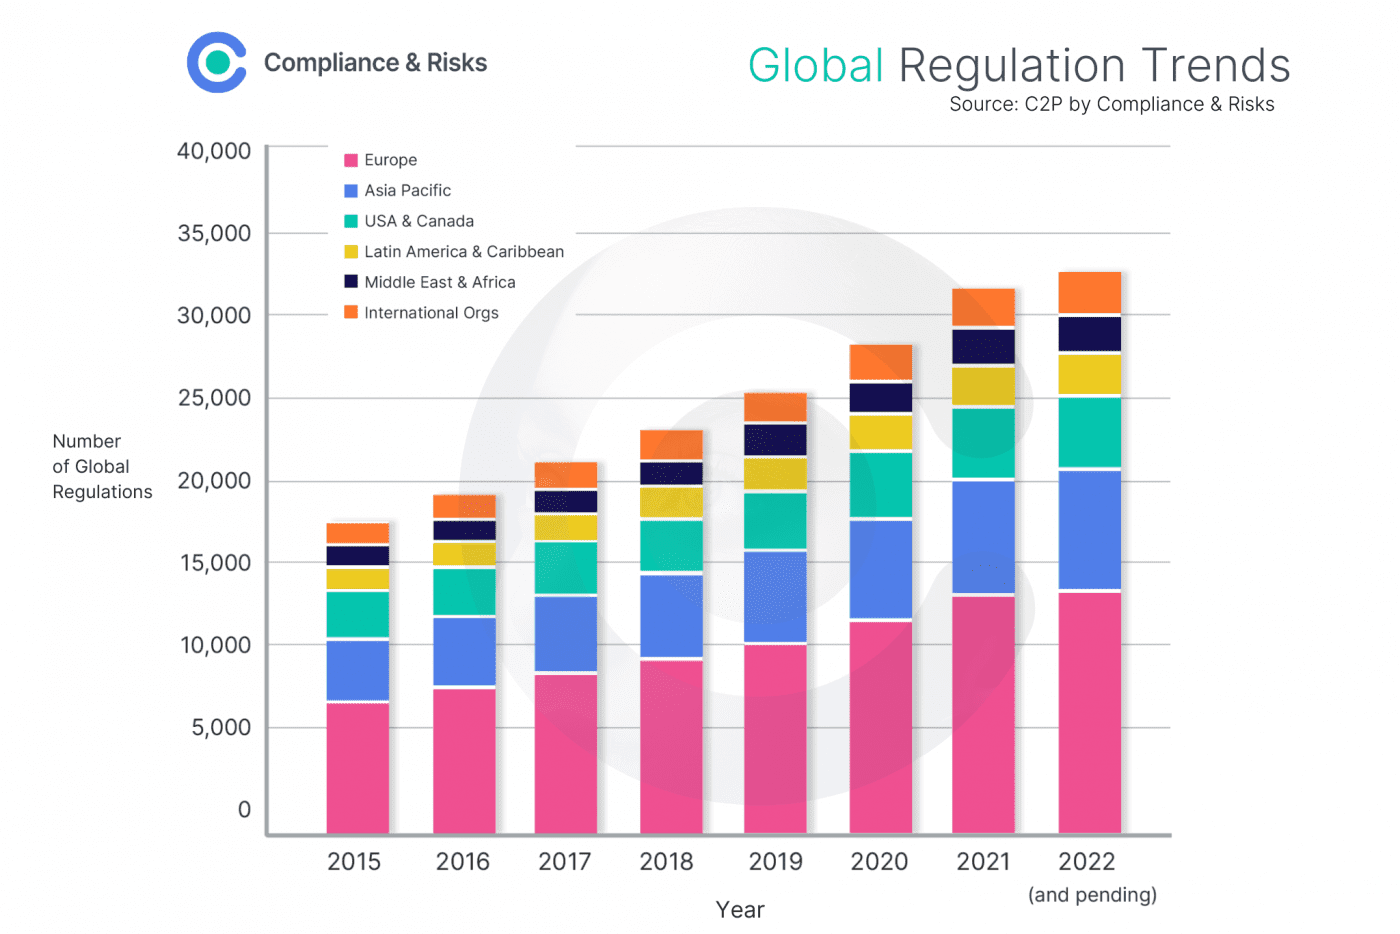 Compliance & Risks
Global Regulation Trends
Source: C2P by Compliance & Risks
40,000
35,000
30,000
25,000
20,000
15,000
10,000
5,000
0
Number
of Global
Regulations
Europe
Asia Pacific
USA & Canada
Latin America & Caribbean
Middle East & Africa
International Orgs
2015 2016 2017 2018 2019 2020 2021 2022
(and pending)
Year